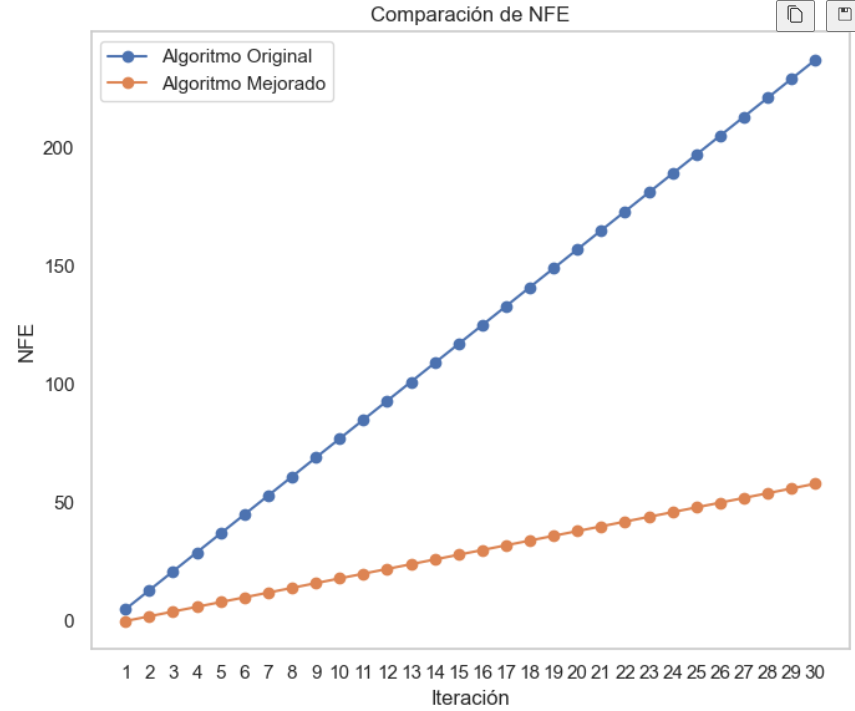 Comparación de NFE
Algoritmo Original
Algoritmo Mejorado
NFE
200
150
100
50
0
1 2 3 4 5 6 7 8 9 10 11 12 13 14 15 16 17 18 19 20 21 22 23 24 25 26 27 28 29 30
Iteración